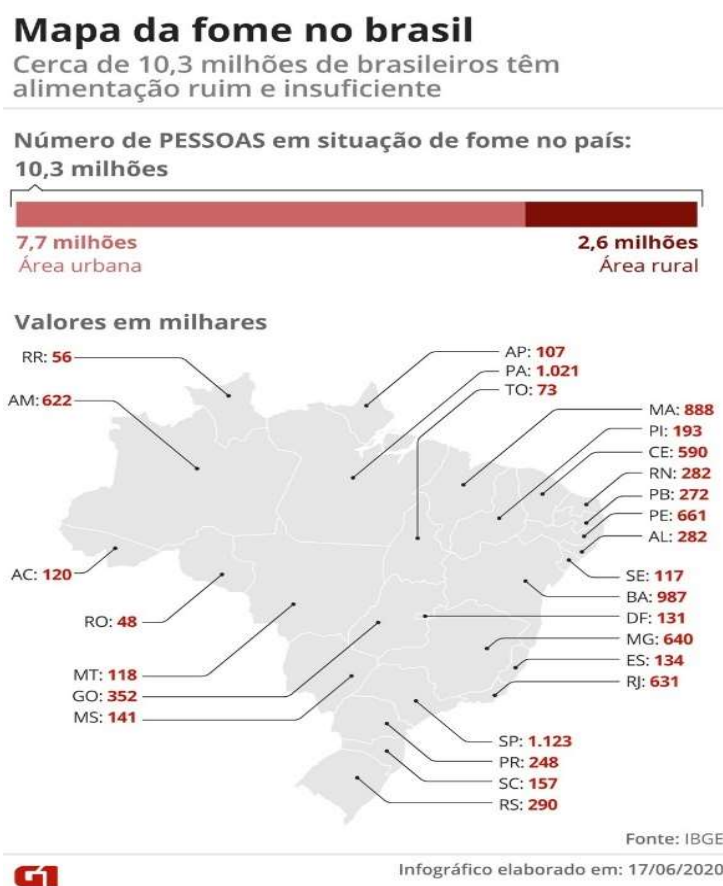 Mapa da fome no brasil
Cerca de 10,3 milhões de brasileiros têm
alimentação ruim e insuficiente
Número de PESSOAS em situação de fome no país:
10,3 milhões
7,7 milhões
Área urbana
2,6 milhões
Área rural
Valores em milhares
RR: 56
AM: 622
AC: 120
RO: 48
MT: 118
GO: 352
MS: 141
AP: 107
PA: 1.021
TO: 73
MA: 888
PI: 193
CE: 590
RN: 282
PB: 272
PE: 661
AL: 282
SE: 117
BA: 987
DF: 131
MG: 640
ES: 134
RJ: 631
SP: 1.123
PR: 248
SC: 157
RS: 290
Fonte: IBGE
G1
Infográfico elaborado em: 17/06/2020